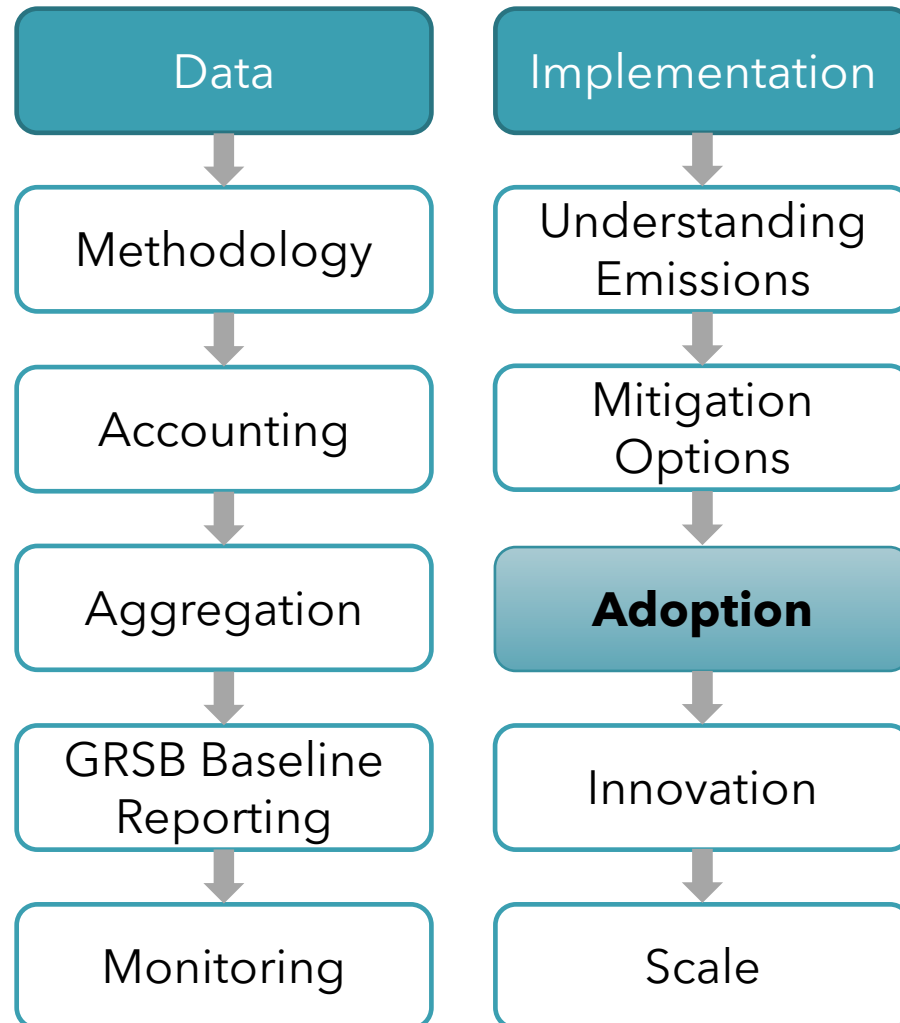 Data
Methodology
Accounting
Aggregation
GRSB Baseline
Reporting
Monitoring
Implementation
Understanding
Emissions
Mitigation
Options
Adoption
Innovation
Scale